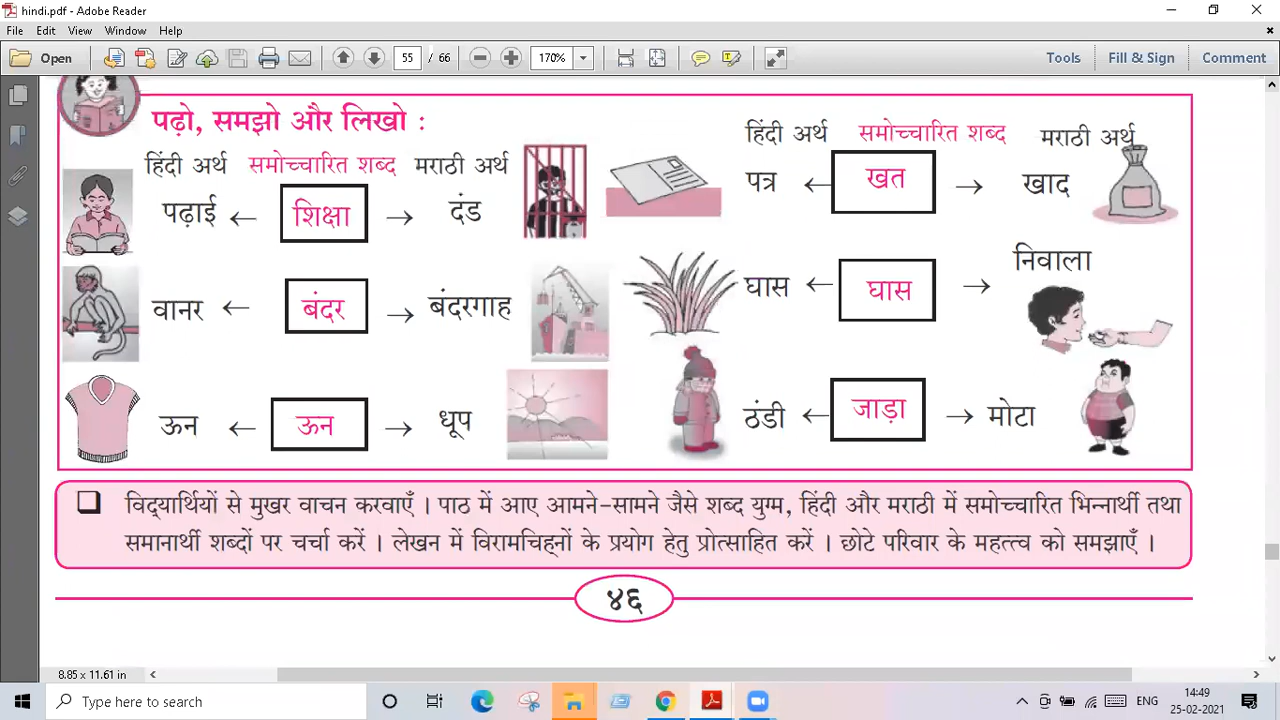 hindi.pdf - Adobe Reader
File Edit View Window Help
Open 55 / 66 170% Tools Fill & Sign Comment
पढ़ो, समझो और लिखो :
हिंदी अर्थ समोच्चारित शब्द मराठी अर्थ
पढ़ाई ← शिक्षा → दंड
वानर ← बंदर → बंदरगाह
ऊन ← ऊन → धूप
हिंदी अर्थ समोच्चारित शब्द मराठी अर्थ
पत्र ← खत → खाद
घास ← घास → निवाला
ठंडी ← जाड़ा → मोटा
❑ विद्यार्थियों से मुखर वाचन करवाएँ । पाठ में आए आमने-सामने जैसे शब्द युग्म, हिंदी और मराठी में समोच्चारित भिन्नार्थी तथा
समानार्थी शब्दों पर चर्चा करें । लेखन में विरामचिह्नों के प्रयोग हेतु प्रोत्साहित करें । छोटे परिवार के महत्त्व को समझाएँ ।
४६
8.85 x 11.61 in
Type here to search
ENG
14:49
25-02-2021